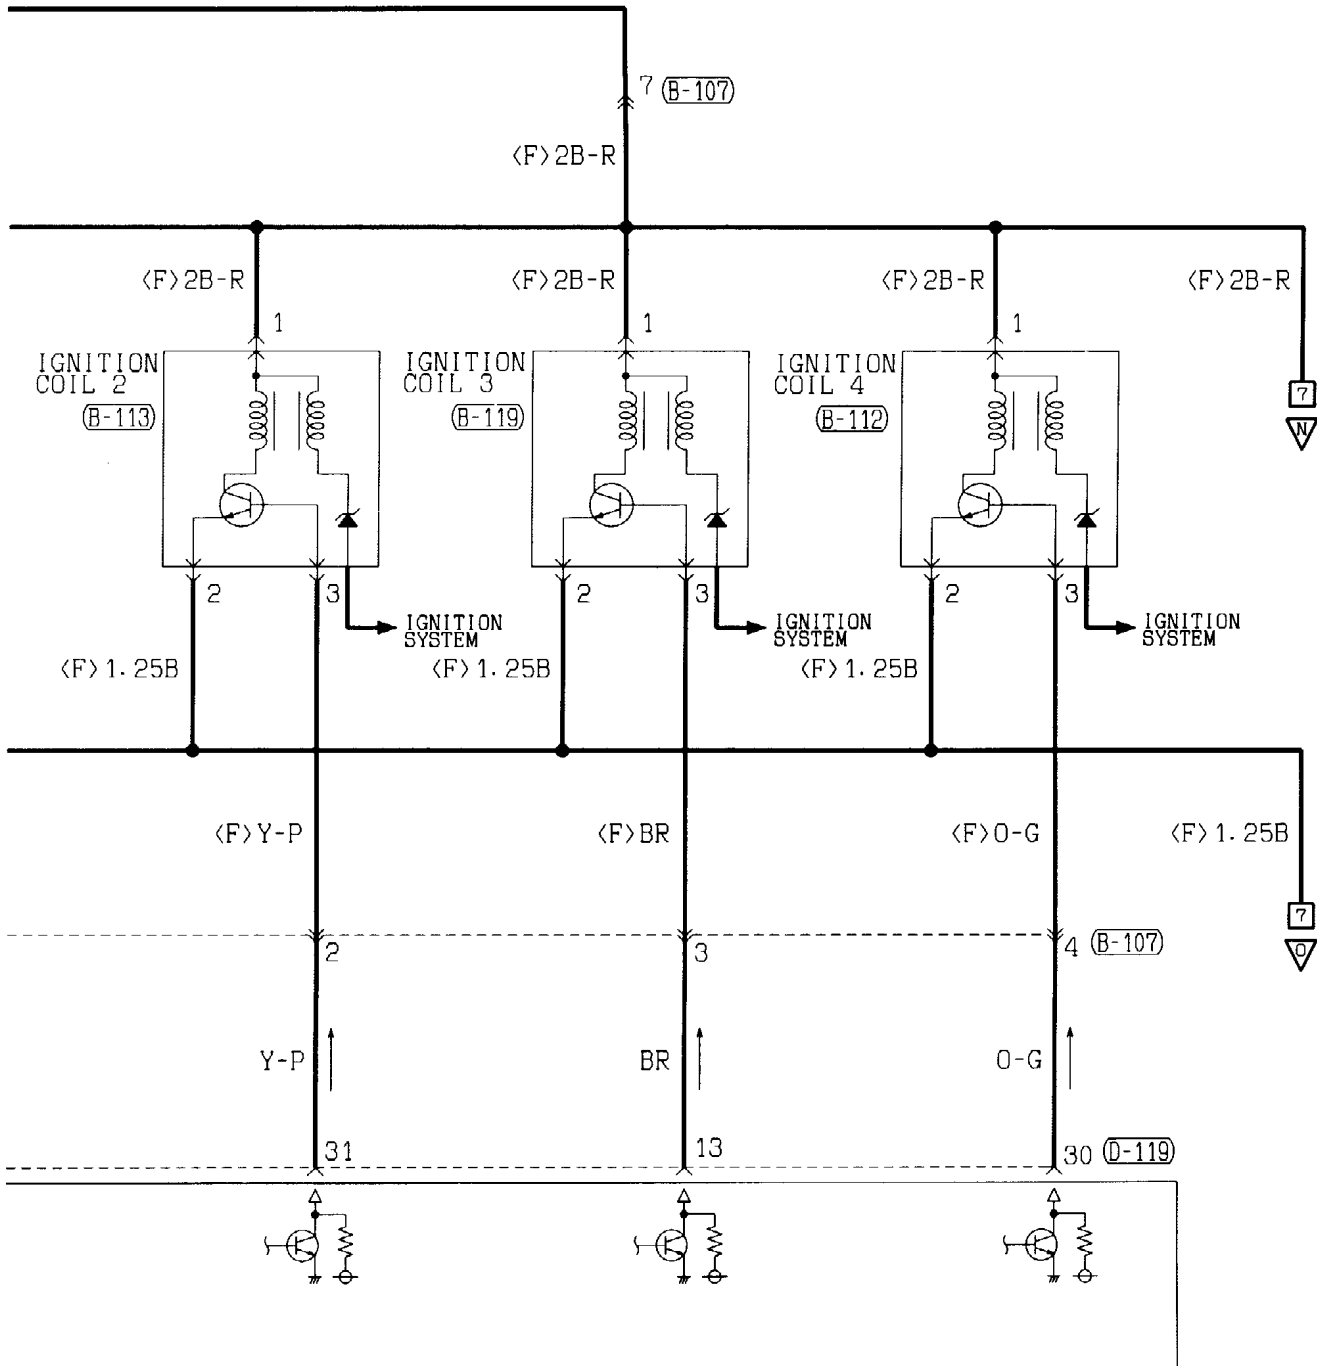 7 (B-107)
〈F〉2B-R
〈F〉2B-R
〈F〉2B-R
〈F〉2B-R
〈F〉2B-R
1
1
1
IGNITION
COIL 2
(B-113)
IGNITION
COIL 3
(B-119)
IGNITION
COIL 4
(B-112)
7
N
2
3
2
3
2
3
IGNITION
SYSTEM
IGNITION
SYSTEM
IGNITION
SYSTEM
〈F〉1.25B
〈F〉1.25B
〈F〉1.25B
〈F〉Y-P
〈F〉BR
〈F〉O-G
〈F〉1.25B
7
O
2
3
4 (B-107)
Y-P
BR
O-G
31
13
30 (D-119)